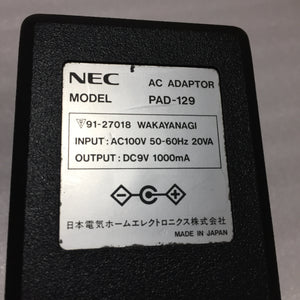 NEC AC ADAPTOR
MODEL PAD-129
91-27018 WAKAYANAGI
INPUT:AC100V 50-60Hz 20VA
OUTPUT:DC9V 1000mA
日本電気ホームエレクトロニクス株式会社
MADE IN JAPAN